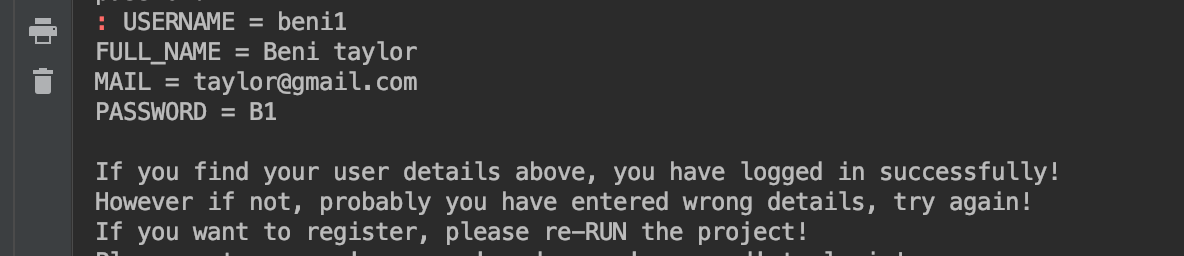 : USERNAME = beni1
FULL_NAME = Beni taylor
MAIL = taylor@gmail.com
PASSWORD = B1
If you find your user details above, you have logged in successfully!
However if not, probably you have entered wrong details, try again!
If you want to register, please re-RUN the project!